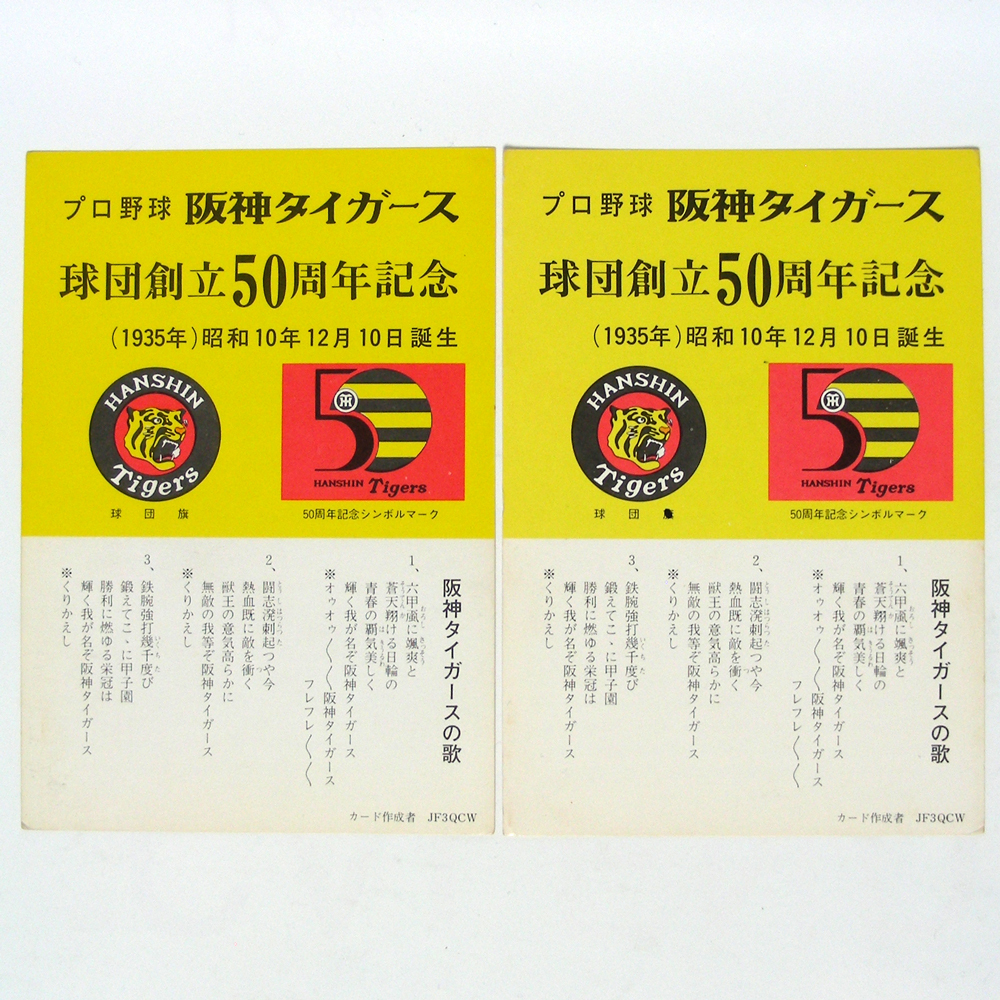 プロ野球 阪神タイガース
球団創立50周年記念
(1935年)昭和10年12月10日誕生
HANSHIN
Tigers
球団旗
50
HANSHIN Tigers
50周年記念シンボルマーク
阪神タイガースの歌
1、六甲颪に颯爽と
蒼天翔ける日輪の
青春の覇気美しく
輝く我が名ぞ阪神タイガース
※オゥオゥ〱〱阪神タイガース
フレフレ〱〱
2、闘志溌剌起つや今
熱血既に敵を衝く
獣王の意気高らかに
無敵の我等ぞ阪神タイガース
※くりかえし
3、鉄腕強打幾千度び
鍛えてこゝに甲子園
勝利に燃ゆる栄冠は
輝く我が名ぞ阪神タイガース
※くりかえし
カード作成者 JF3QCW
プロ野球 阪神タイガース
球団創立50周年記念
(1935年)昭和10年12月10日誕生
HANSHIN
Tigers
球団旗
50
HANSHIN Tigers
50周年記念シンボルマーク
阪神タイガースの歌
1、六甲颪に颯爽と
蒼天翔ける日輪の
青春の覇気美しく
輝く我が名ぞ阪神タイガース
※オゥオゥ〱〱阪神タイガース
フレフレ〱〱
2、闘志溌剌起つや今
熱血既に敵を衝く
獣王の意気高らかに
無敵の我等ぞ阪神タイガース
※くりかえし
3、鉄腕強打幾千度び
鍛えてこゝに甲子園
勝利に燃ゆる栄冠は
輝く我が名ぞ阪神タイガース
※くりかえし
カード作成者 JF3QCW